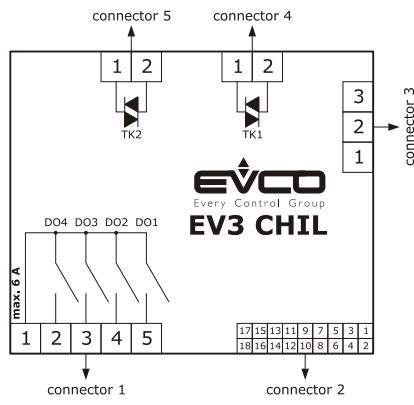 connector 5 connector 4
1 2 1 2
TK2 TK1
3
2
1
connector 3
EVCO
Every Control Group
EV3 CHIL
DO4 DO3 DO2 DO1
max. 6 A
1 2 3 4 5
17 15 13 11 9 7 5 3 1
18 16 14 12 10 8 6 4 2
connector 1 connector 2